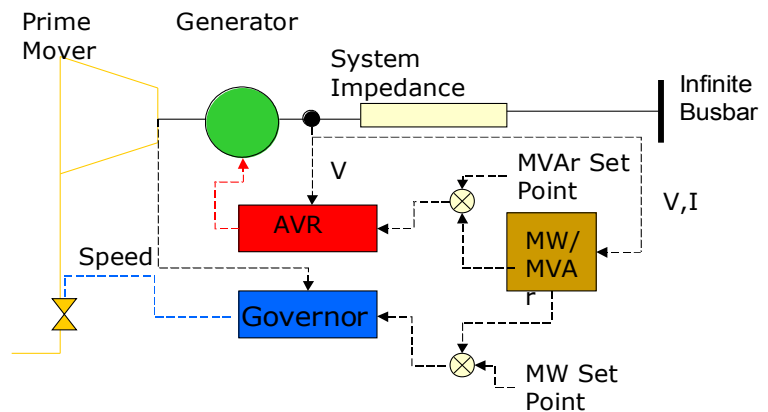 Prime
Mover
Generator
System
Impedance
Infinite
Busbar
V
MVAr Set
Point
V,I
AVR
MW/
MVA
r
Speed
Governor
MW Set
Point